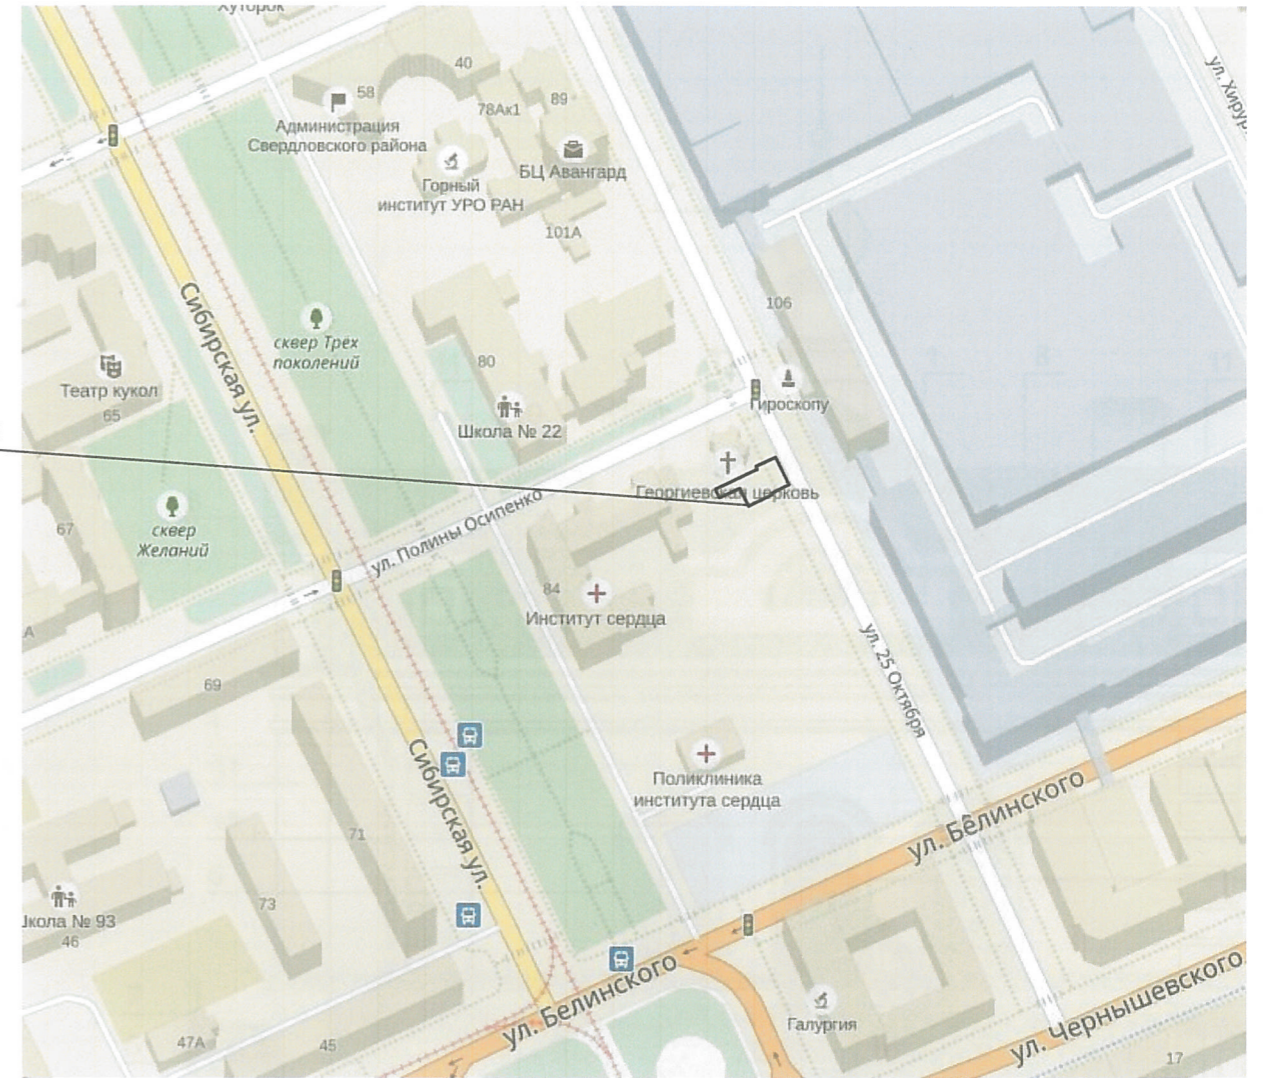 Хуторок
58
40
78Ак1
89
Администрация
Свердловского района
Горный
институт УРО РАН
БЦ Авангард
101А
ул. Хирур
106
Сибирская ул.
сквер Трёх
поколений
80
Школа № 22
Театр кукол
65
Гироскопу
Георгиевская церковь
сквер
Желаний
67
ул. Полины Осипенко
84
Институт сердца
А
69
ул. 25 Октября
Сибирская ул.
Поликлиника
института сердца
71
73
Школа № 93
46
ул. Белинского
ул. Белинского
Галургия
ул. Чернышевского
47А
45
17